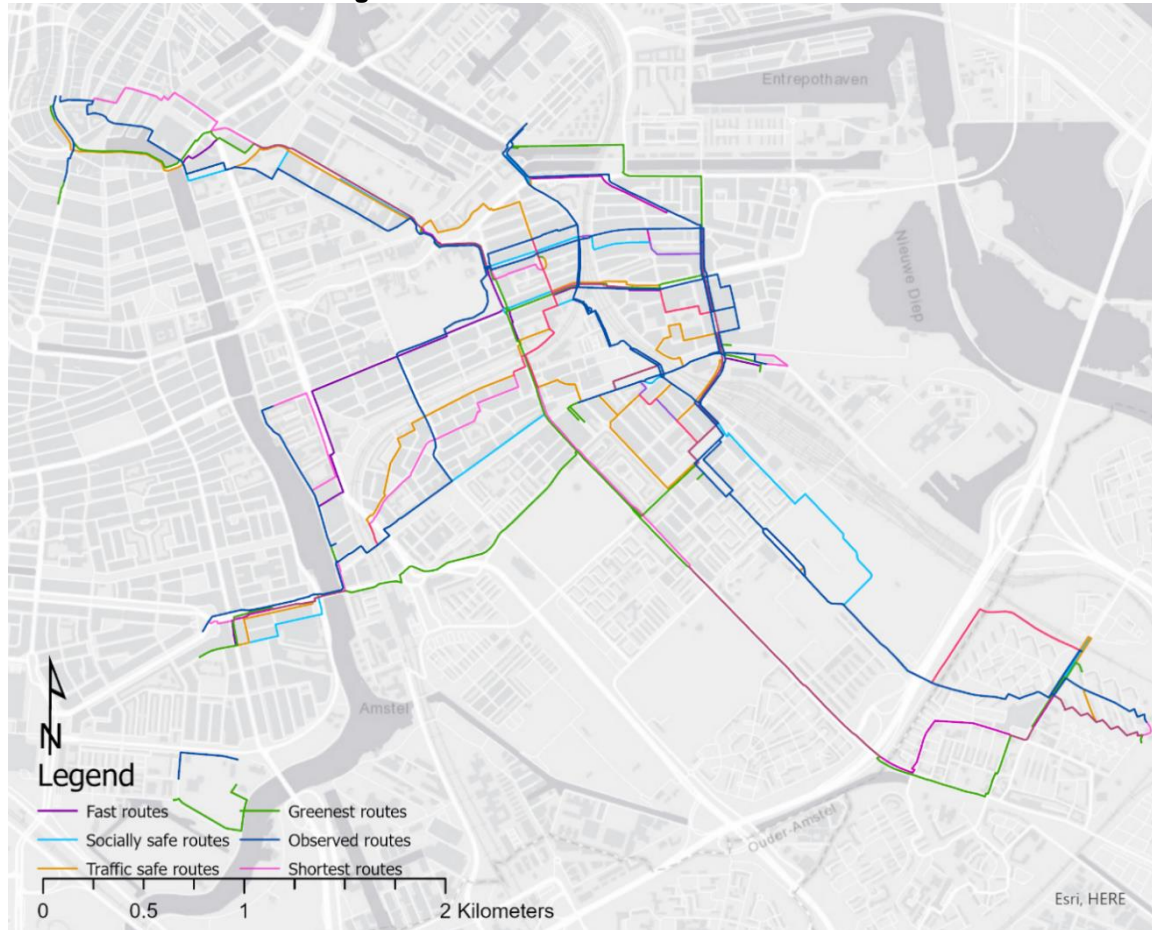 Entrepothaven
Nieuwe Diep
Amstel
Ouder-Amstel
N
Legend
Fast routes
Greenest routes
Socially safe routes
Observed routes
Traffic safe routes
Shortest routes
0 0.5 1 2 Kilometers
Esri, HERE